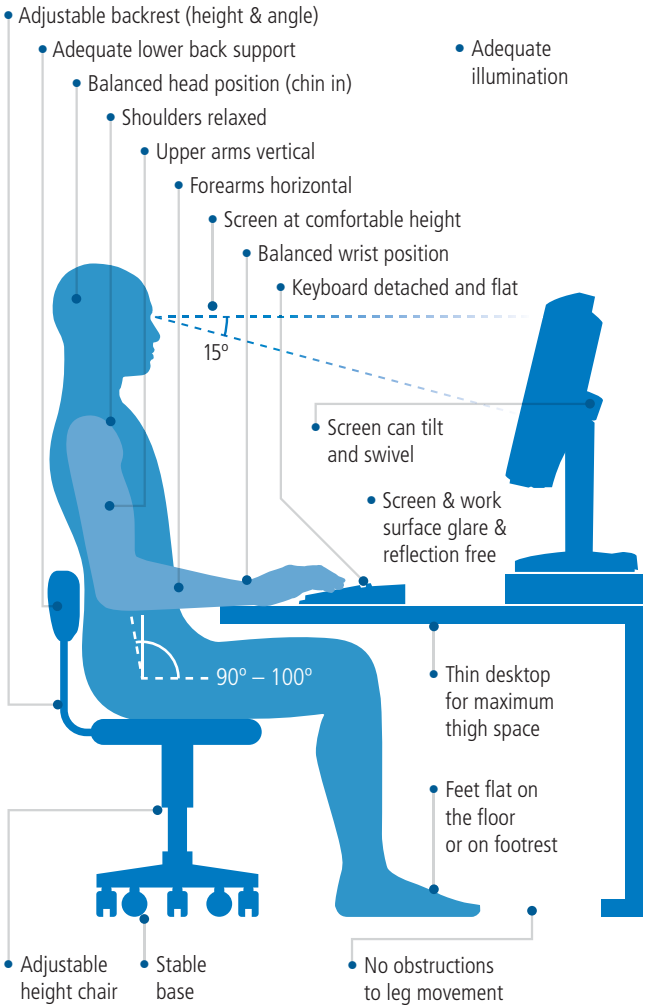 Adjustable backrest (height & angle)
Adequate lower back support
Balanced head position (chin in)
Shoulders relaxed
Upper arms vertical
Forearms horizontal
Screen at comfortable height
Balanced wrist position
Keyboard detached and flat
Adequate
illumination
15º
Screen can tilt
and swivel
Screen & work
surface glare &
reflection free
90º – 100º
Thin desktop
for maximum
thigh space
Feet flat on
the floor
or on footrest
Adjustable
height chair
Stable
base
No obstructions
to leg movement